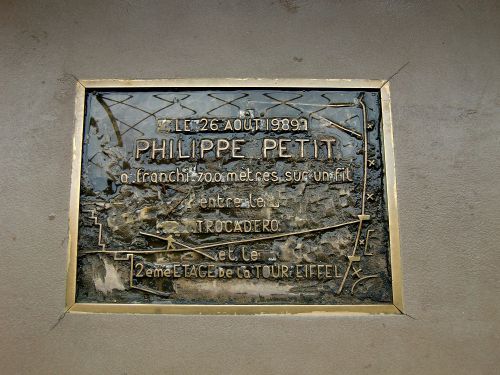 LE 26 AOUT 1989
PHILIPPE PETIT
a franchi 700 mètres sur un fil
entre le
TROCADERO
et le
2eme ETAGE de la TOUR EIFFEL